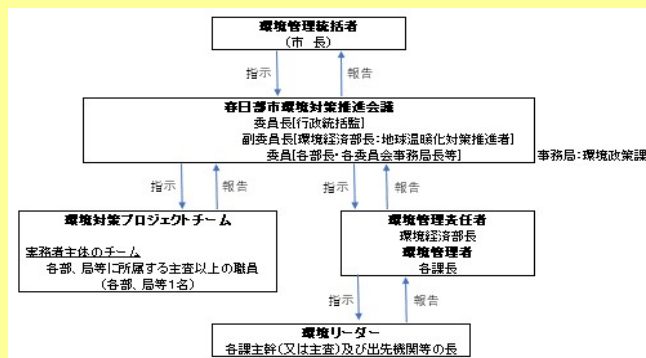 環境管理統括者
(市 長)
指示
報告
春日部市環境対策推進会議
委員長[行政統括監]
副委員長[環境経済部長:地球温暖化対策推進者]
委員[各部長・各委員会事務局長等]
事務局:環境政策課
指示
報告
指示
報告
環境対策プロジェクトチーム
実務者主体のチーム
各部、局等に所属する主査以上の職員
(各部、局等1名)
環境管理責任者
環境経済部長
環境管理者
各課長
指示
報告
環境リーダー
各課主幹(又は主査)及び出先機関等の長